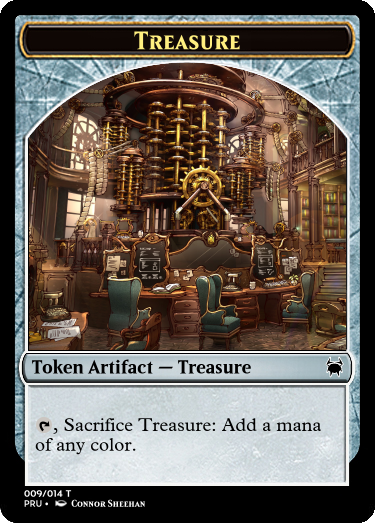 TREASURE
Token Artifact — Treasure
, Sacrifice Treasure: Add a mana
of any color.
009/014 T
PRU • CONNOR SHEEHAN